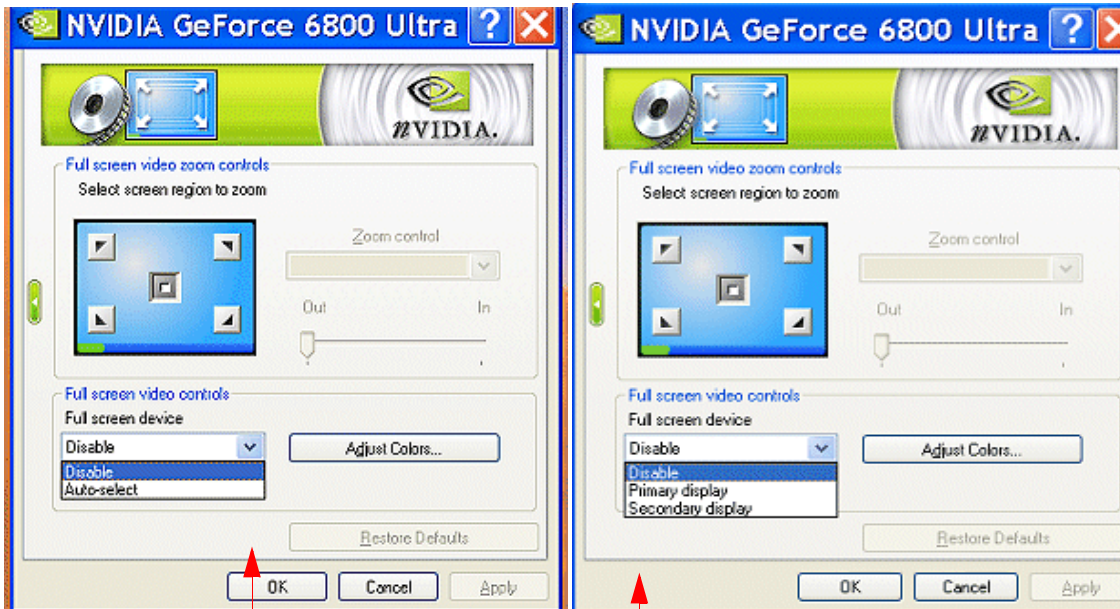 NVIDIA GeForce 6800 Ultra
NVIDIA.
Full screen video zoom controls
Select screen region to zoom
Zoom control
Out In
Full screen video controls
Full screen device
Disable
Adjust Colors...
Disable
Auto-select
Restore Defaults
OK Cancel Apply
NVIDIA GeForce 6800 Ultra
NVIDIA.
Full screen video zoom controls
Select screen region to zoom
Zoom control
Out In
Full screen video controls
Full screen device
Disable
Adjust Colors...
Disable
Primary display
Secondary display
Restore Defaults
OK Cancel Apply